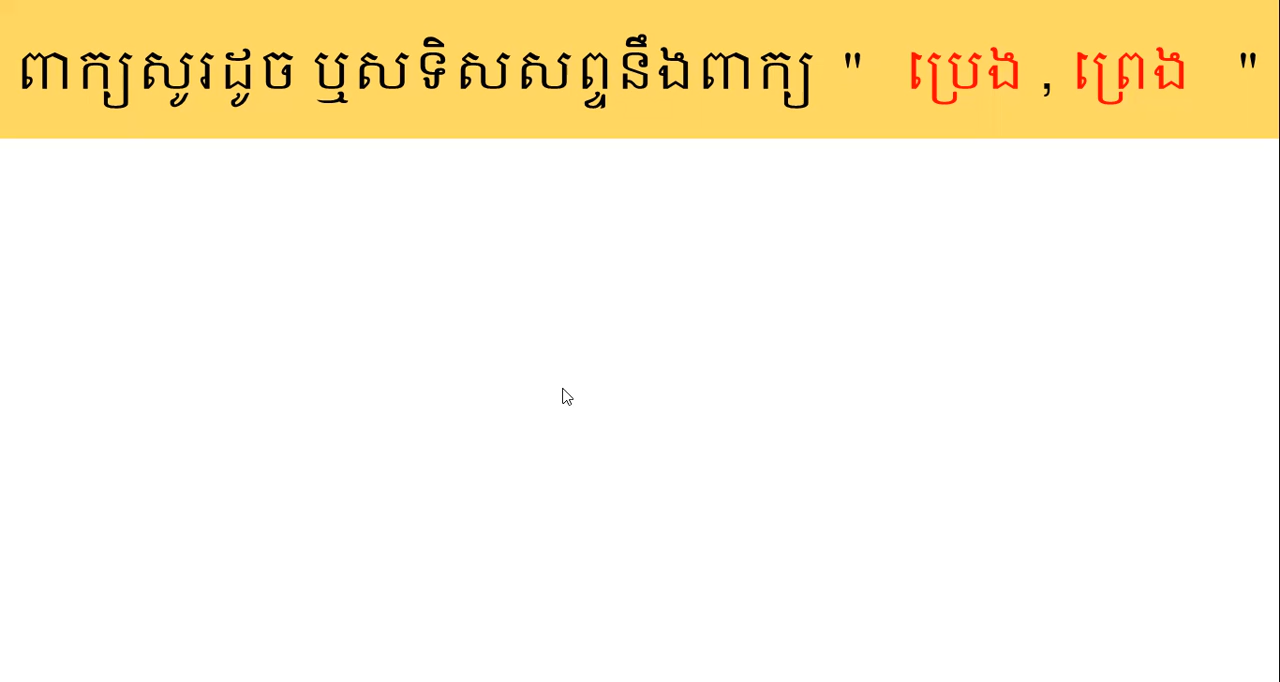 ពាក្យសូរដូច ឬសទិសសព្ទនឹងពាក្យ " ប្រេង , ព្រេង "